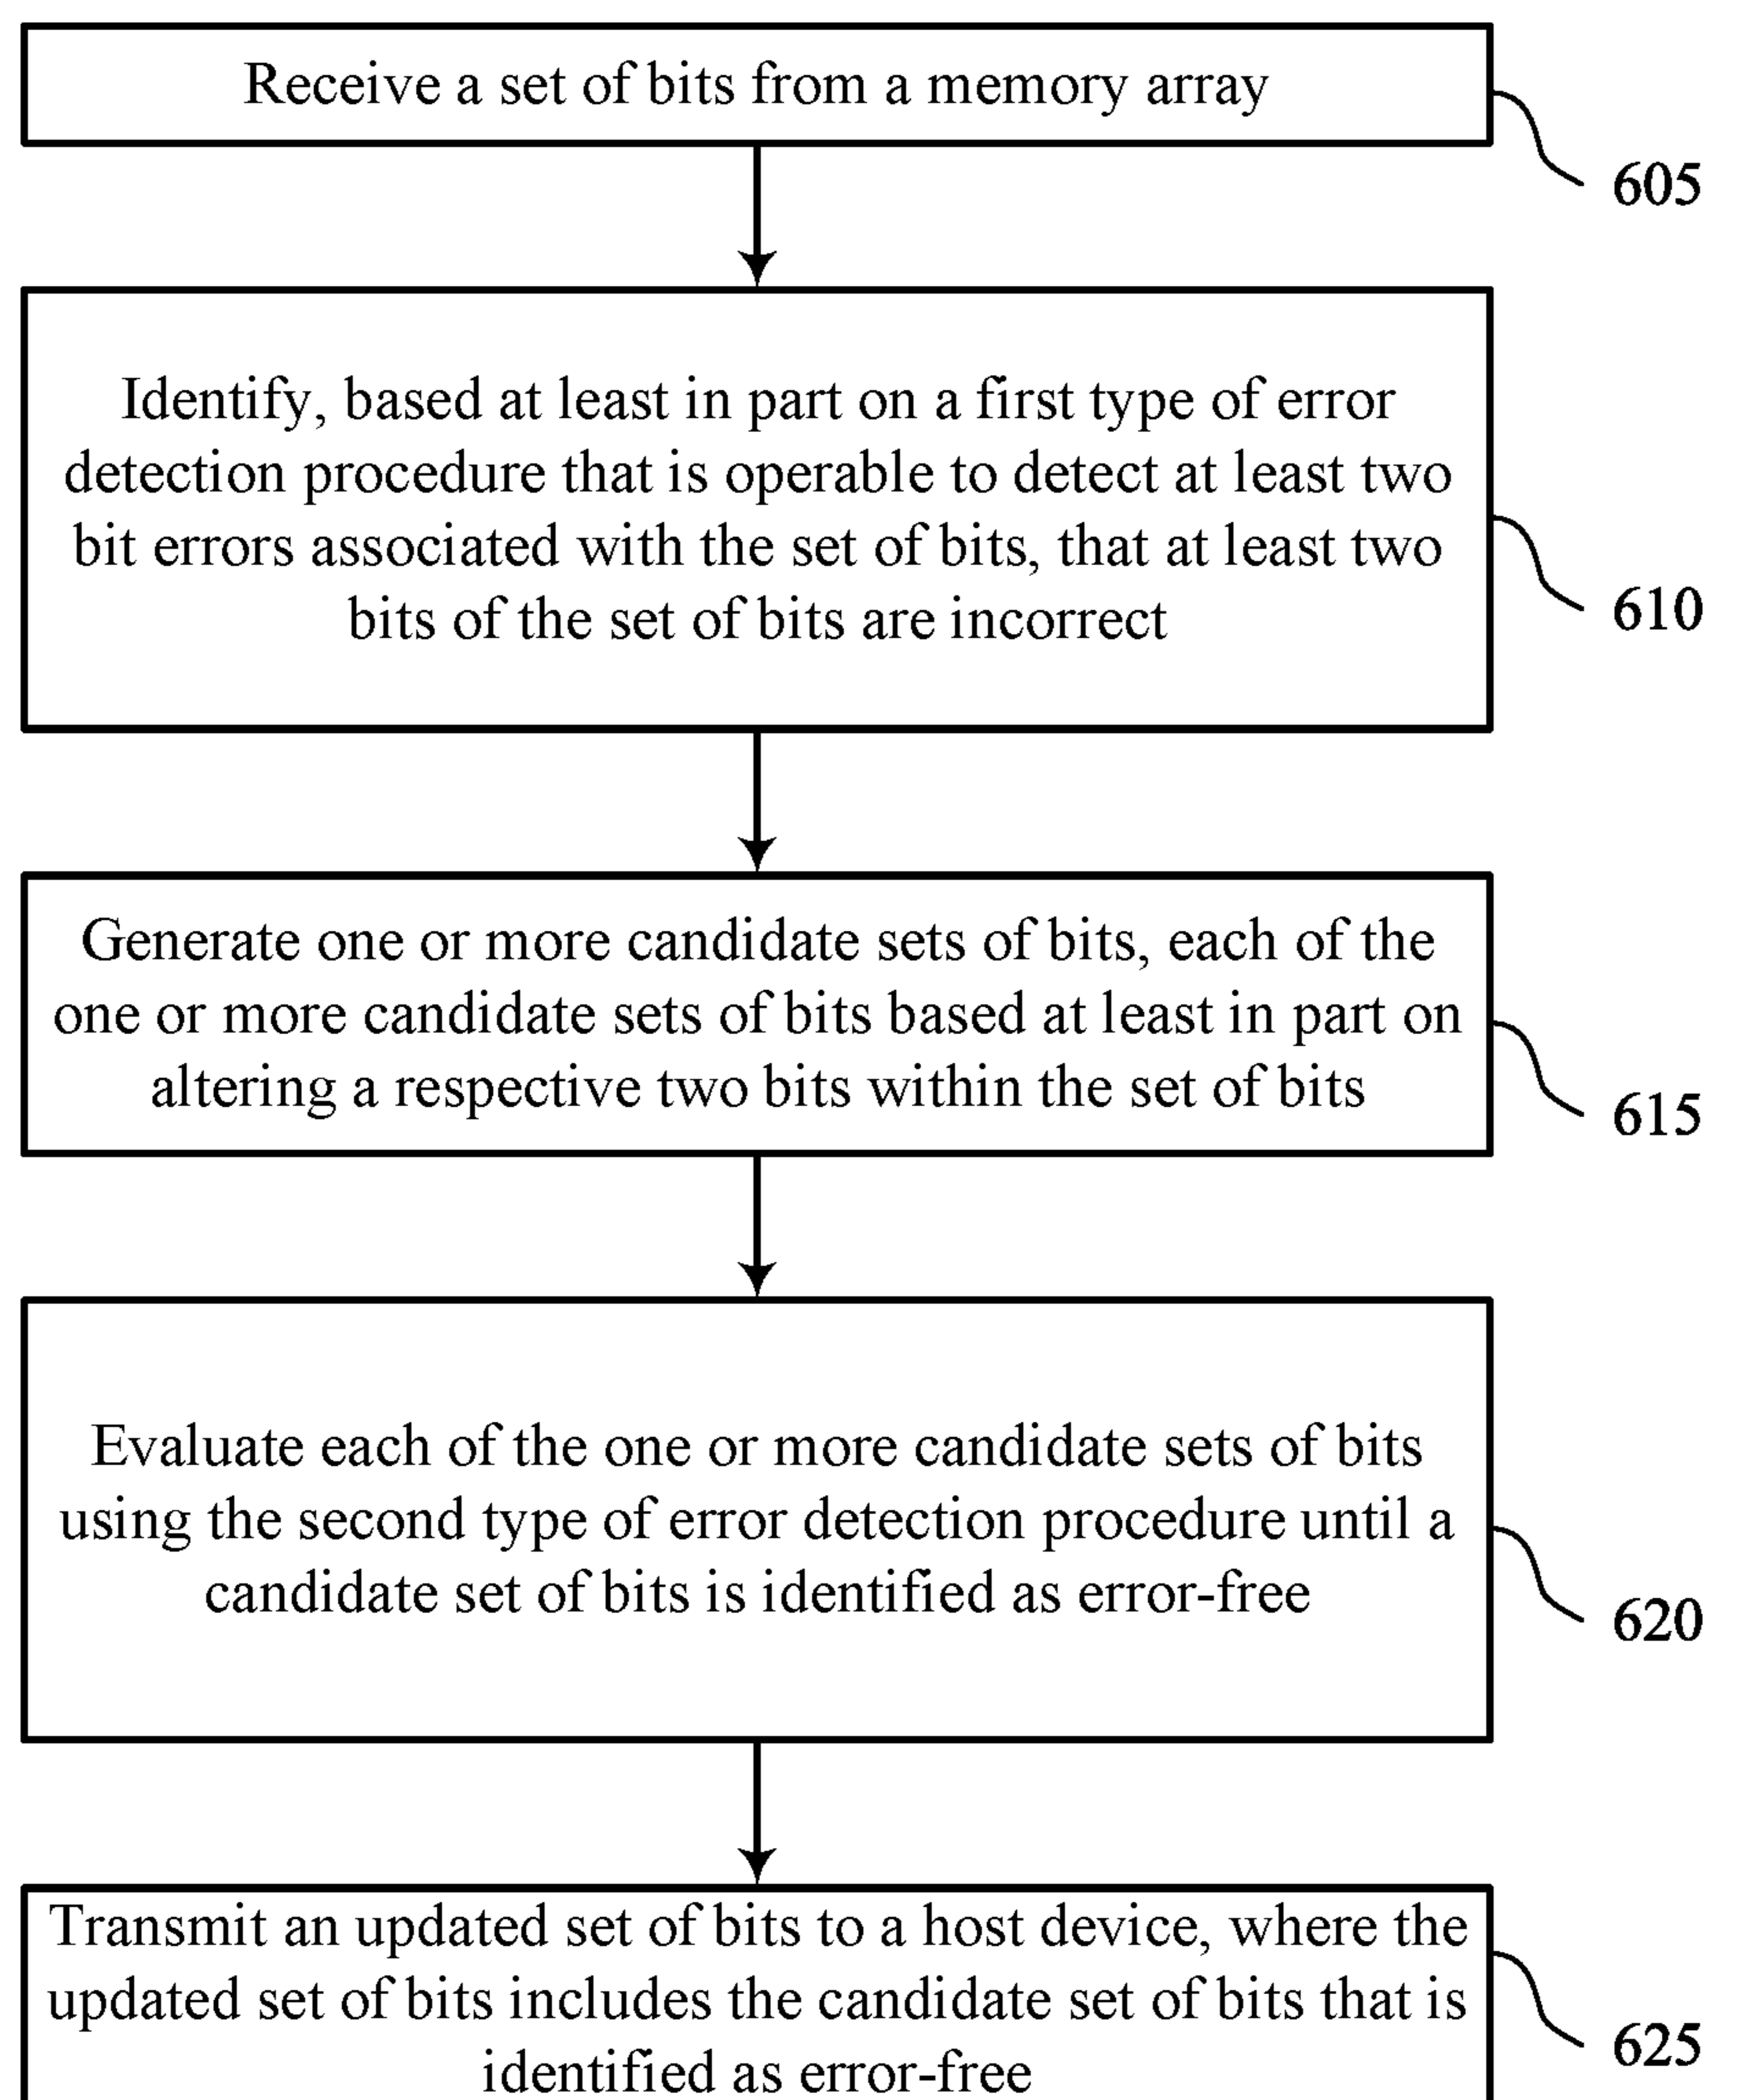 Receive a set of bits from a memory array
605
Identify, based at least in part on a first type of error
detection procedure that is operable to detect at least two
bit errors associated with the set of bits, that at least two
bits of the set of bits are incorrect
610
Generate one or more candidate sets of bits, each of the
one or more candidate sets of bits based at least in part on
altering a respective two bits within the set of bits
615
Evaluate each of the one or more candidate sets of bits
using the second type of error detection procedure until a
candidate set of bits is identified as error-free
620
Transmit an updated set of bits to a host device, where the
updated set of bits includes the candidate set of bits that is
identified as error-free
625